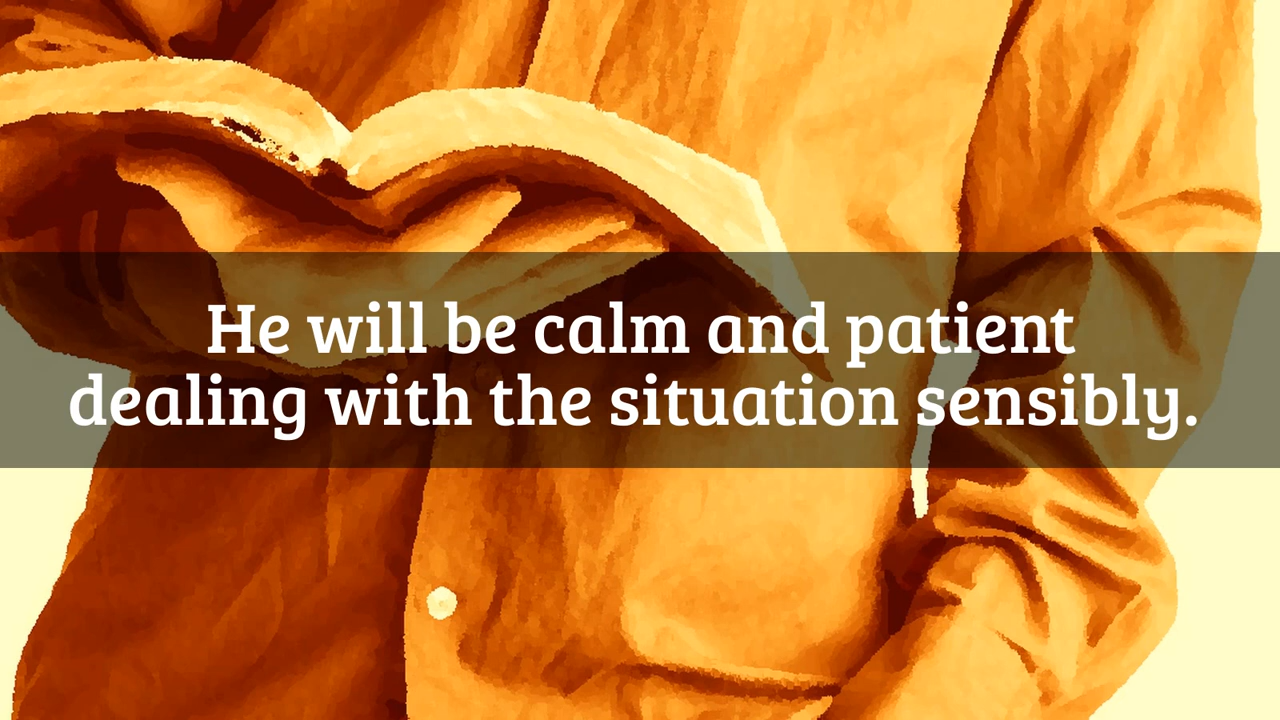 He will be calm and patient
dealing with the situation sensibly.